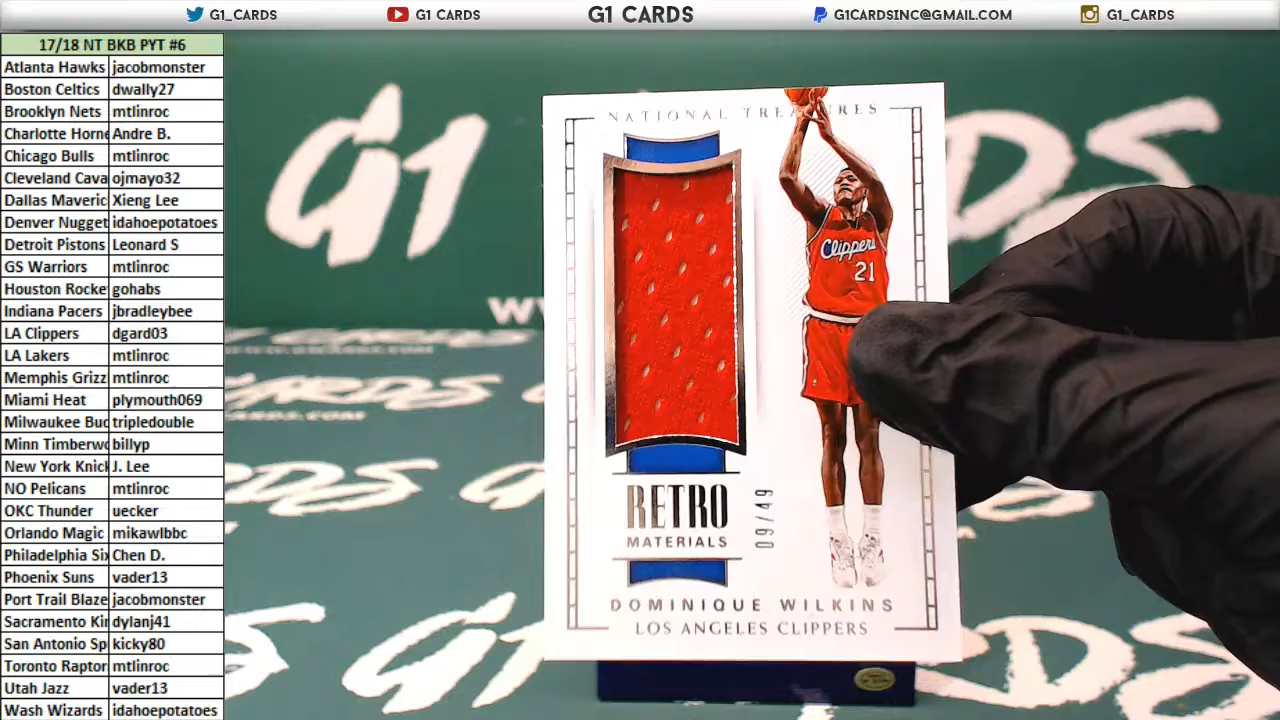 G1_CARDS
G1 CARDS
G1 CARDS
G1CARDSINC@GMAIL.COM
G1_CARDS
17/18 NT BKB PYT #6
Atlanta Hawks jacobmonster
Boston Celtics dwally27
Brooklyn Nets mtlinroc
Charlotte Horne Andre B.
Chicago Bulls mtlinroc
Cleveland Cava ojmayo32
Dallas Maveric Xieng Lee
Denver Nugget idahoepotatoes
Detroit Pistons Leonard S
GS Warriors mtlinroc
Houston Rocke gohabs
Indiana Pacers jbradleybee
LA Clippers dgard03
LA Lakers mtlinroc
Memphis Grizz mtlinroc
Miami Heat plymouth069
Milwaukee Buc tripledouble
Minn Timberwo billyp
New York Knick J. Lee
NO Pelicans mtlinroc
OKC Thunder uecker
Orlando Magic mikawlbbc
Philadelphia Six Chen D.
Phoenix Suns vader13
Port Trail Blaze jacobmonster
Sacramento Kin dylanj41
San Antonio Sp kicky80
Toronto Raptor mtlinroc
Utah Jazz vader13
Wash Wizards idahoepotatoes
G1
DS
NATIONAL TREASURES
Clippers
21
RETRO
MATERIALS
09/49
DOMINIQUE WILKINS
LOS ANGELES CLIPPERS